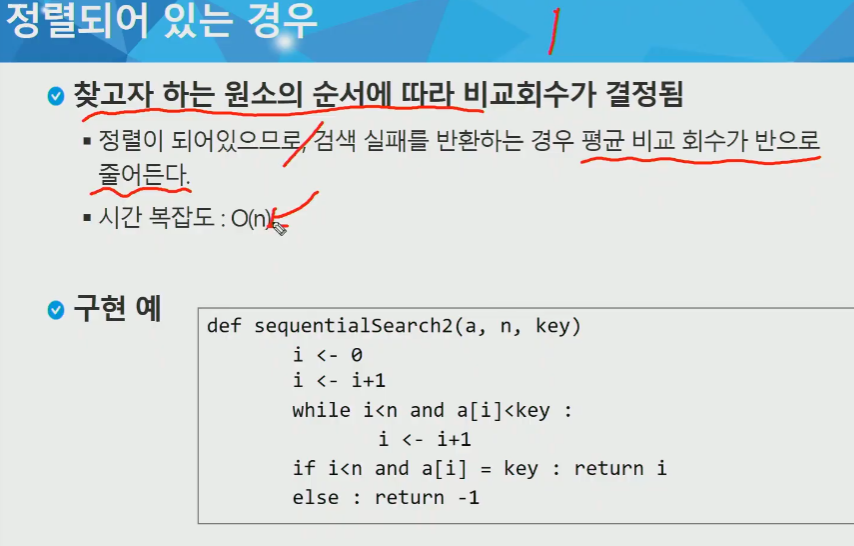 정렬되어 있는 경우
찾고자 하는 원소의 순서에 따라 비교회수가 결정됨
▪ 정렬이 되어있으므로, 검색 실패를 반환하는 경우 평균 비교 회수가 반으로
줄어든다.
▪ 시간 복잡도 : O(n)
구현 예
def sequentialSearch2(a, n, key)
i <- 0
i <- i+1
while i<n and a[i]<key :
i <- i+1
if i<n and a[i] = key : return i
else : return -1